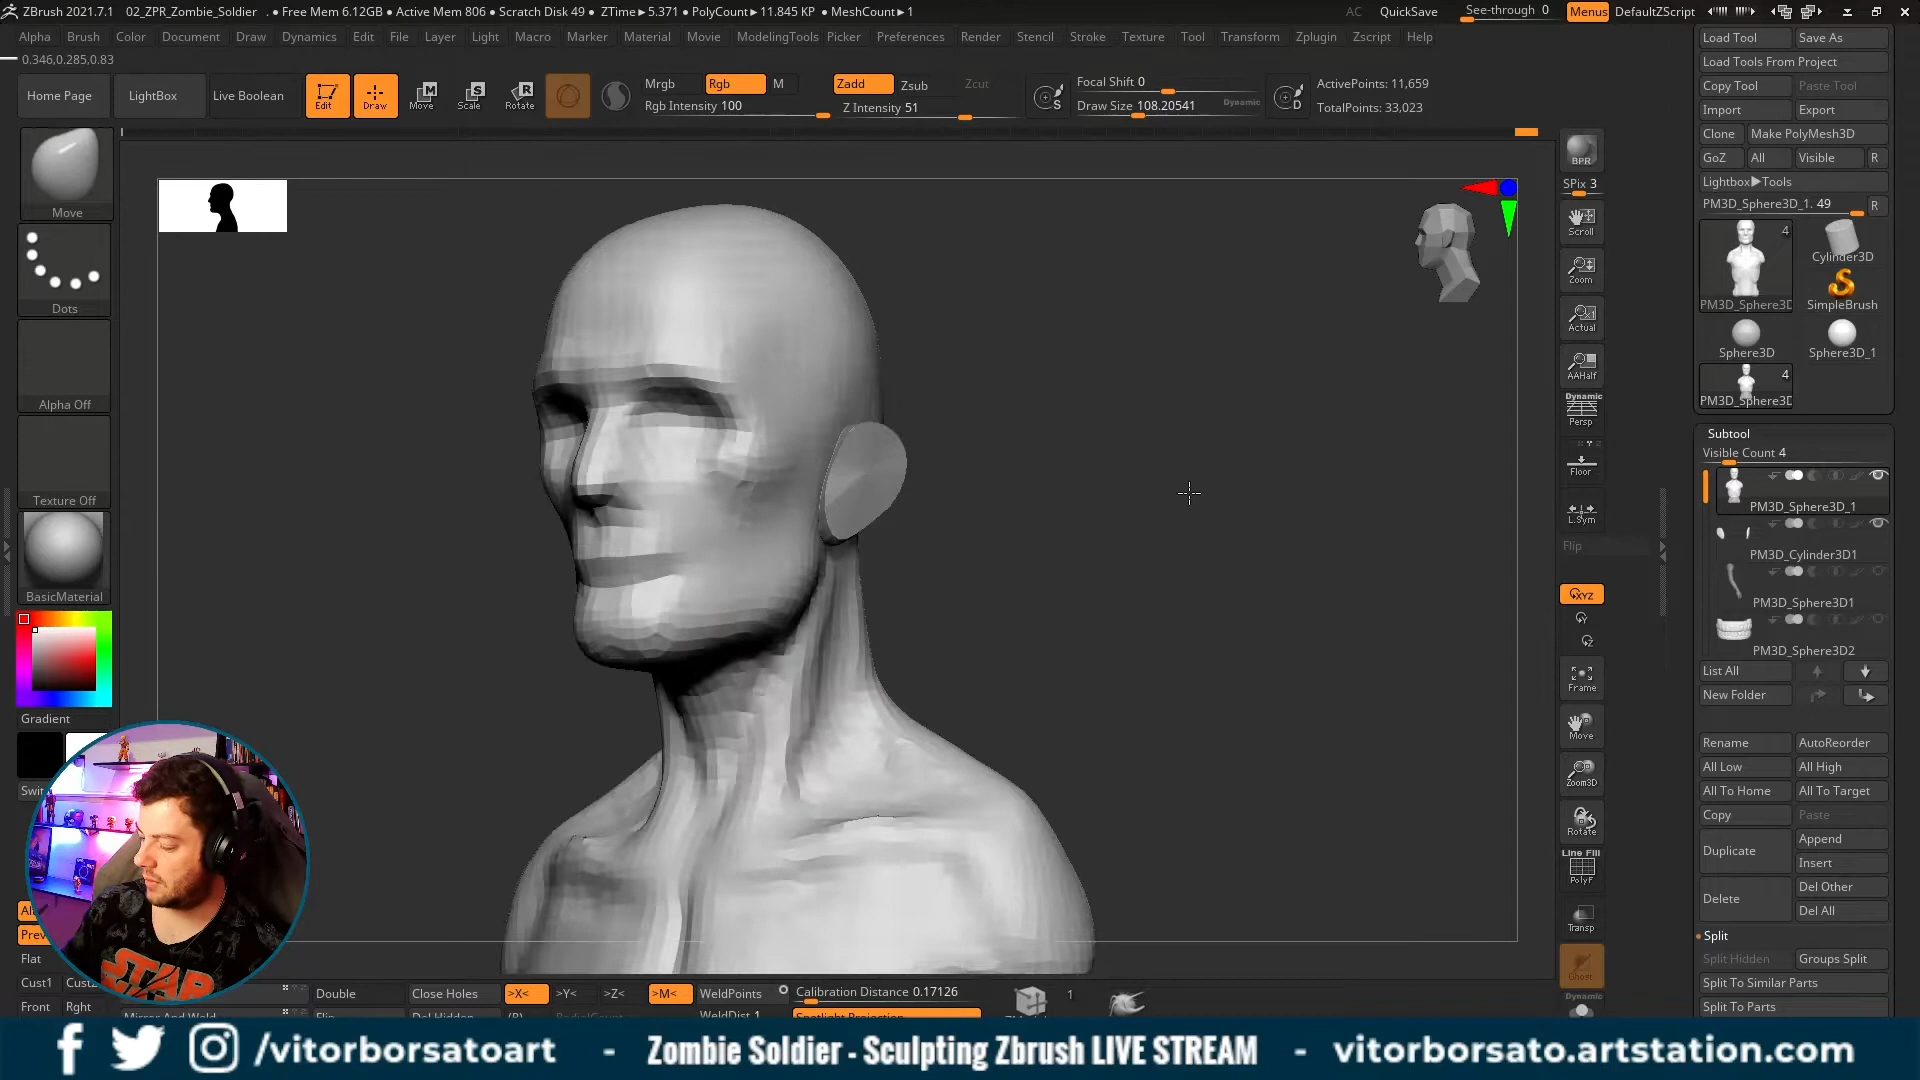 ZBrush 2021.7.1 02_ZPR_Zombie_Soldier . • Free Mem 6.12GB • Active Mem 806 • Scratch Disk 49 • ZTime▸5.371 • PolyCount▸11.845 KP • MeshCount▸1 AC QuickSave See-through 0 Menus DefaultZScript
Alpha Brush Color Document Draw Dynamics Edit File Layer Light Macro Marker Material Movie ModelingTools Picker Preferences Render Stencil Stroke Texture Tool Transform Zplugin Zscript Help
0.346,0.285,0.83
Home Page LightBox Live Boolean Edit Draw Move Scale Rotate
Mrgb Rgb M Zadd Zsub Zcut
Rgb Intensity 100 Z Intensity 51
Focal Shift 0
Draw Size 108.20541 Dynamic
ActivePoints: 11,659
TotalPoints: 33,023
Move
Dots
Alpha Off
Texture Off
BasicMaterial
Gradient
Flat
Cust1
Front Rght
BPR
SPix 3
Scroll
Zoom
Actual
AAHalf
Dynamic
Persp
Floor
L.Sym
Flip
XYZ
Frame
Move
Zoom3D
Rotate
Line Fill
PolyF
Transp
Ghost
Dynamic
Load Tool Save As
Load Tools From Project
Copy Tool Paste Tool
Import Export
Clone Make PolyMesh3D
GoZ All Visible R
Lightbox▸Tools
PM3D_Sphere3D_1. 49 R
4
PM3D_Sphere3D Cylinder3D
SimpleBrush
Sphere3D Sphere3D_1
4
PM3D_Sphere3D
Subtool
Visible Count 4
PM3D_Sphere3D_1
PM3D_Cylinder3D1
PM3D_Sphere3D1
PM3D_Sphere3D2
List All
New Folder
Rename AutoReorder
All Low All High
All To Home All To Target
Copy Paste
Duplicate Append
Insert
Delete Del Other
Del All
Split
Split Hidden Groups Split
Split To Similar Parts
Split To Parts
Double Close Holes >X< >Y< >Z< >M< WeldPoints Calibration Distance 0.17126
1
STAR
/vitorborsatoart - Zombie Soldier - Sculpting Zbrush LIVE STREAM - vitorborsato.artstation.com